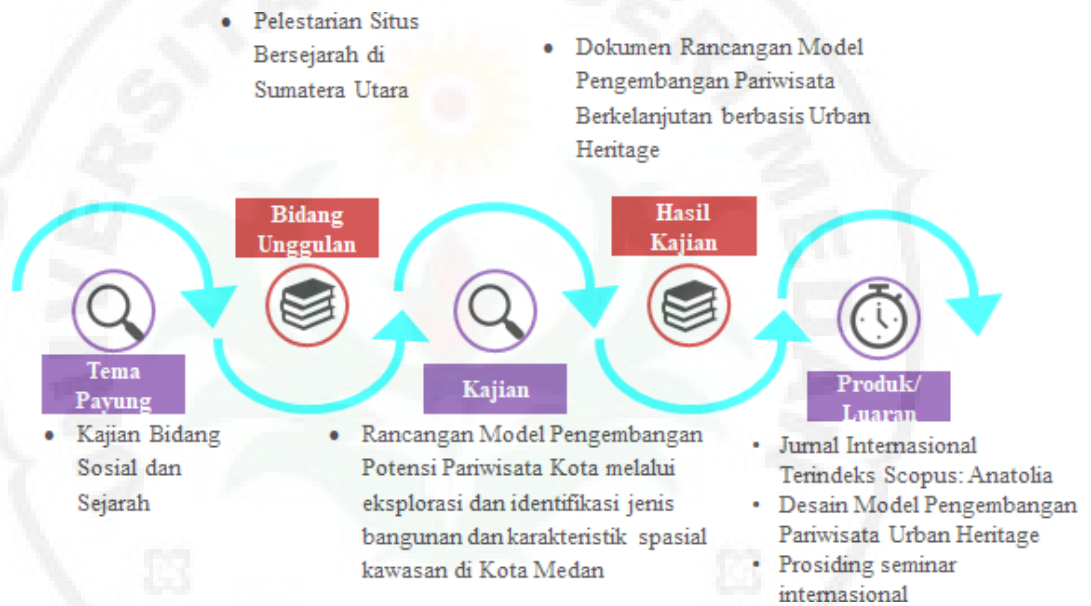 • Pelestarian Situs
Bersejarah di
Sumatera Utara
• Dokumen Rancangan Model
Pengembangan Pariwisata
Berkelanjutan berbasis Urban
Heritage
Bidang
Unggulan
Hasil
Kajian
Tema
Payung
Kajian
Produk/
Luaran
• Kajian Bidang
Sosial dan
Sejarah
• Rancangan Model Pengembangan
Potensi Pariwisata Kota melalui
eksplorasi dan identifikasi jenis
bangunan dan karakteristik spasial
kawasan di Kota Medan
• Jurnal Internasional
Terindeks Scopus: Anatolia
• Desain Model Pengembangan
Pariwisata Urban Heritage
• Prosiding seminar
internasional